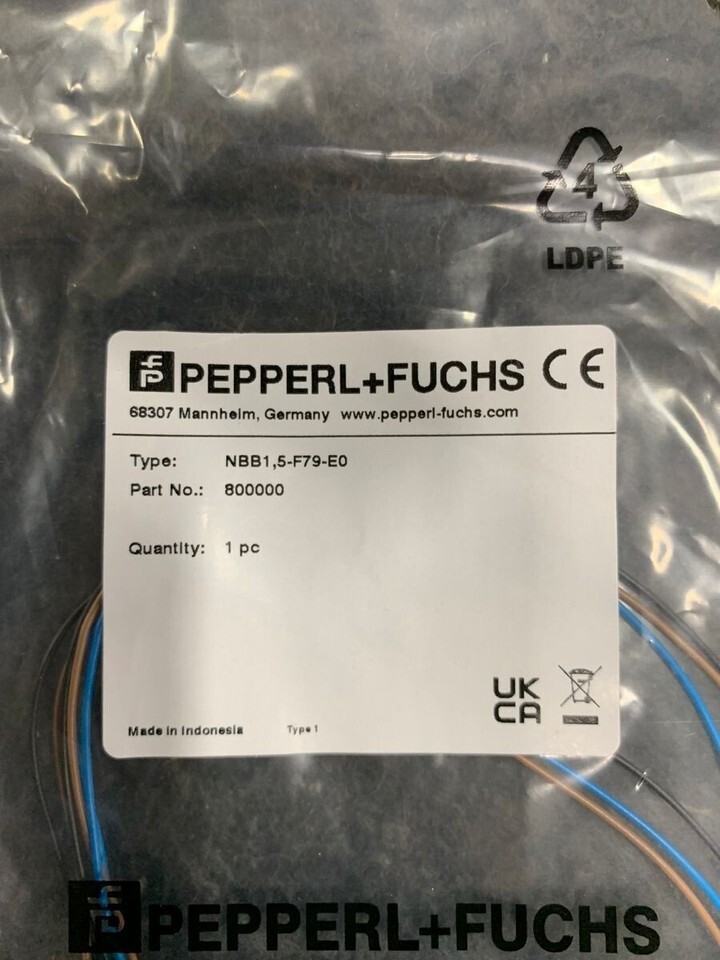 4
LDPE
PEPPERL+FUCHS CE
68307 Mannheim, Germany www.pepperl-fuchs.com
Type: NBB1,5-F79-E0
Part No.: 800000
Quantity: 1 pc
UK
CA
Made in Indonesia Type 1
PEPPERL+FUCHS